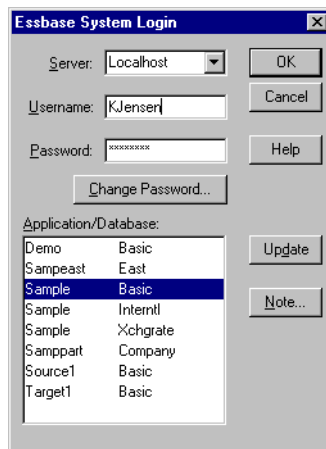 Essbase System Login
Server: Localhost OK
Username: KJensen Cancel
Password: ******** Help
Change Password...
Application/Database:
Demo Basic
Sampeast East
Sample Basic
Sample Interntl
Sample Xchgrate
Samppart Company
Source1 Basic
Target1 Basic
Update
Note...